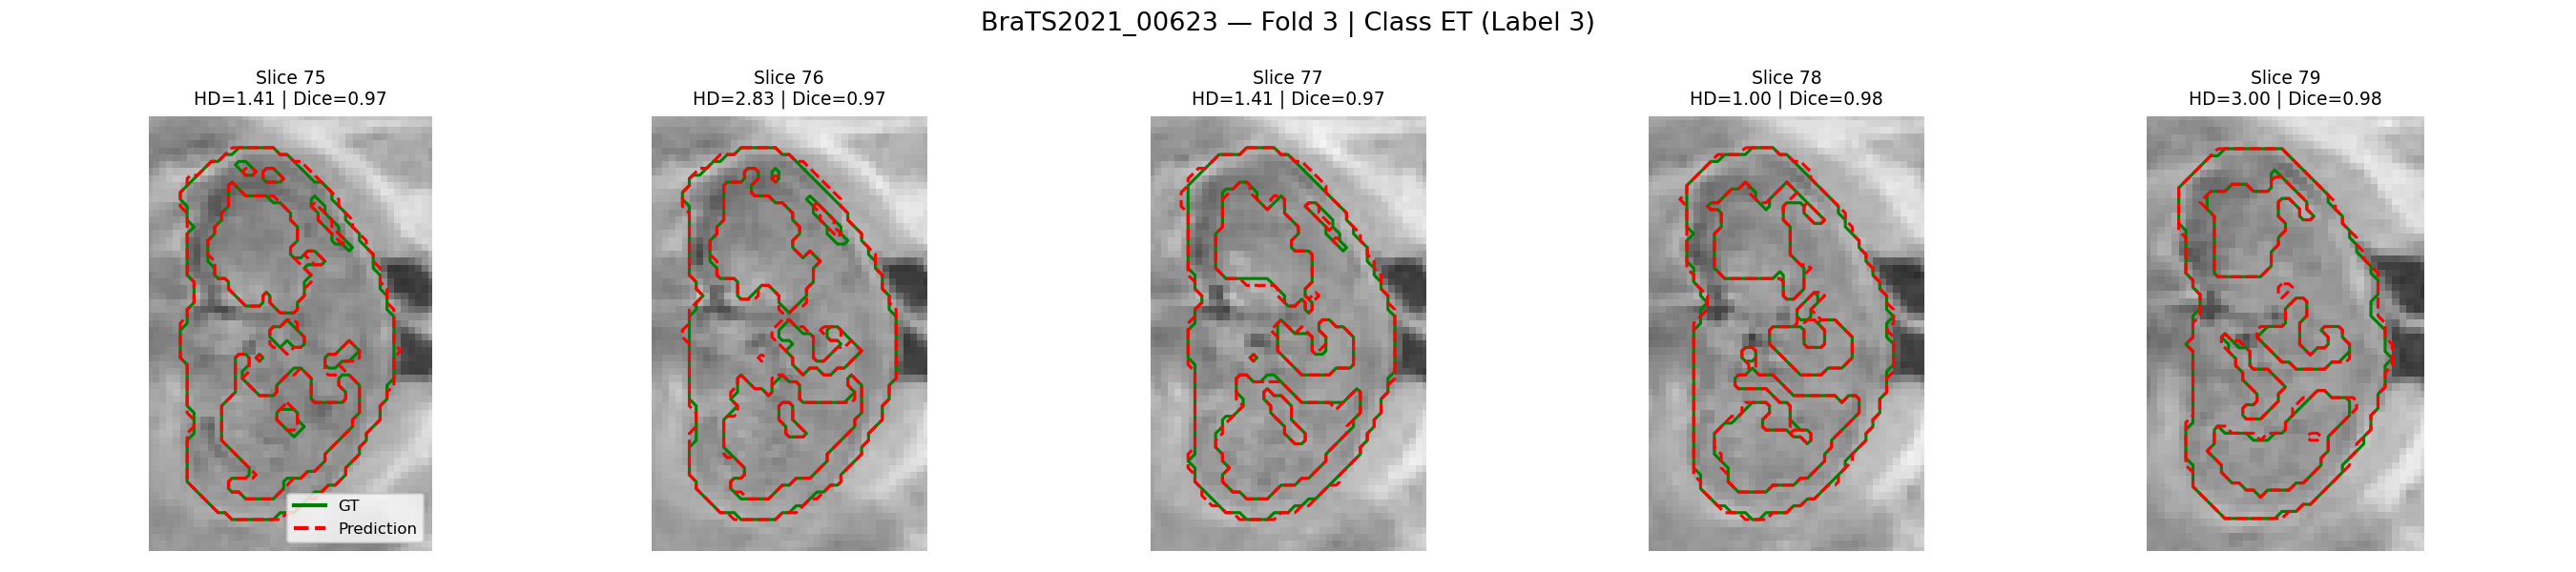 BraTS2021_00623 — Fold 3 | Class ET (Label 3)
Slice 75
HD=1.41 | Dice=0.97
Slice 76
HD=2.83 | Dice=0.97
Slice 77
HD=1.41 | Dice=0.97
Slice 78
HD=1.00 | Dice=0.98
Slice 79
HD=3.00 | Dice=0.98
GT
Prediction